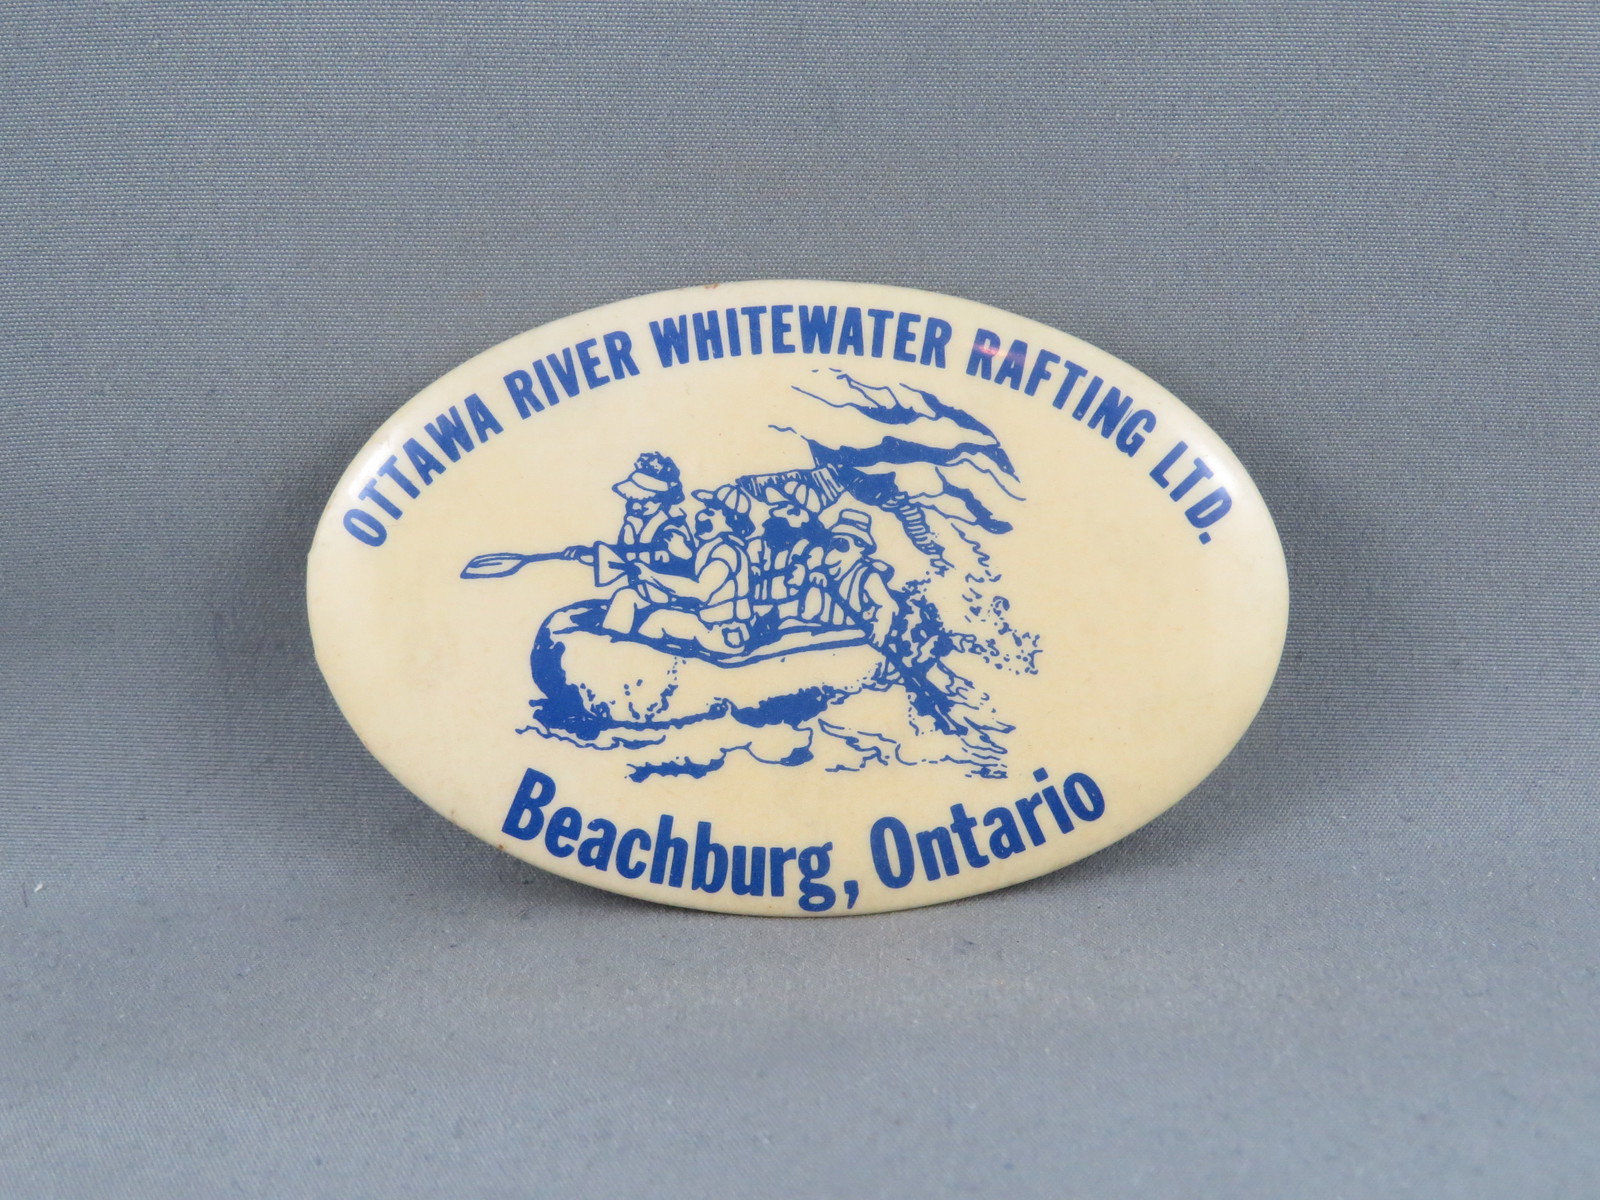 OTTAWA RIVER WHITEWATER RAFTING LTD.
Beachburg, Ontario